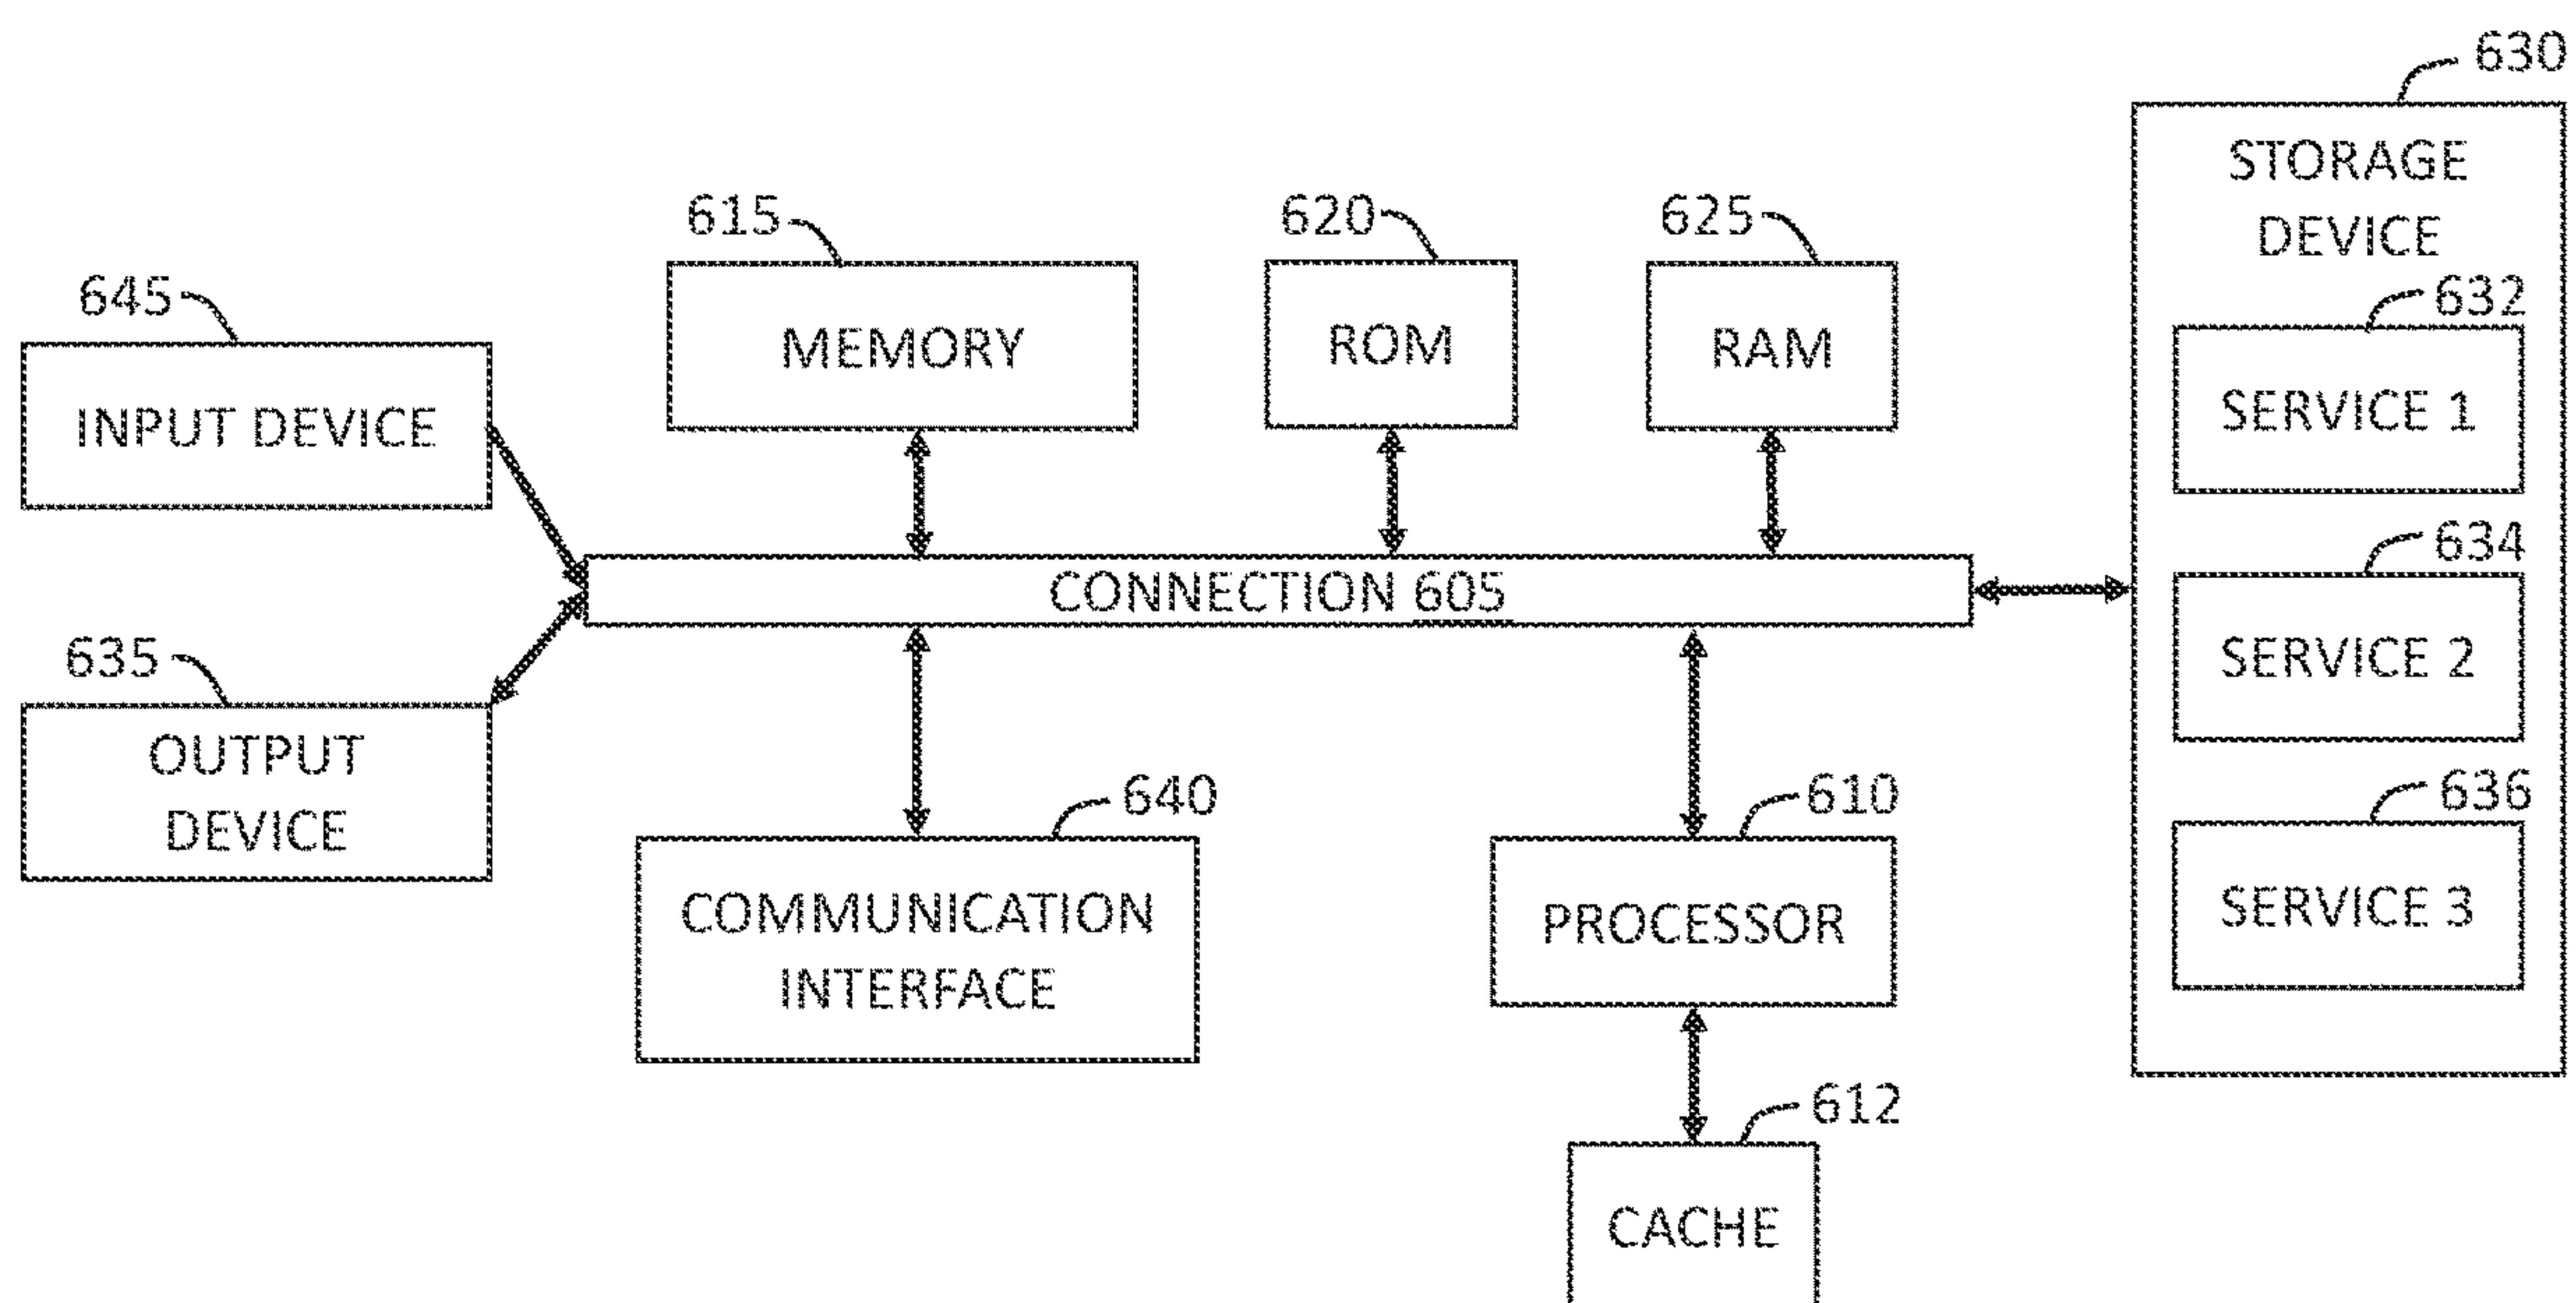 630
STORAGE
DEVICE
615
620
625
645
632
MEMORY
ROM
RAM
INPUT DEVICE
SERVICE 1
634
CONNECTION 605
635
SERVICE 2
OUTPUT
DEVICE
640
610
636
COMMUNICATION
INTERFACE
PROCESSOR
SERVICE 3
612
CACHE